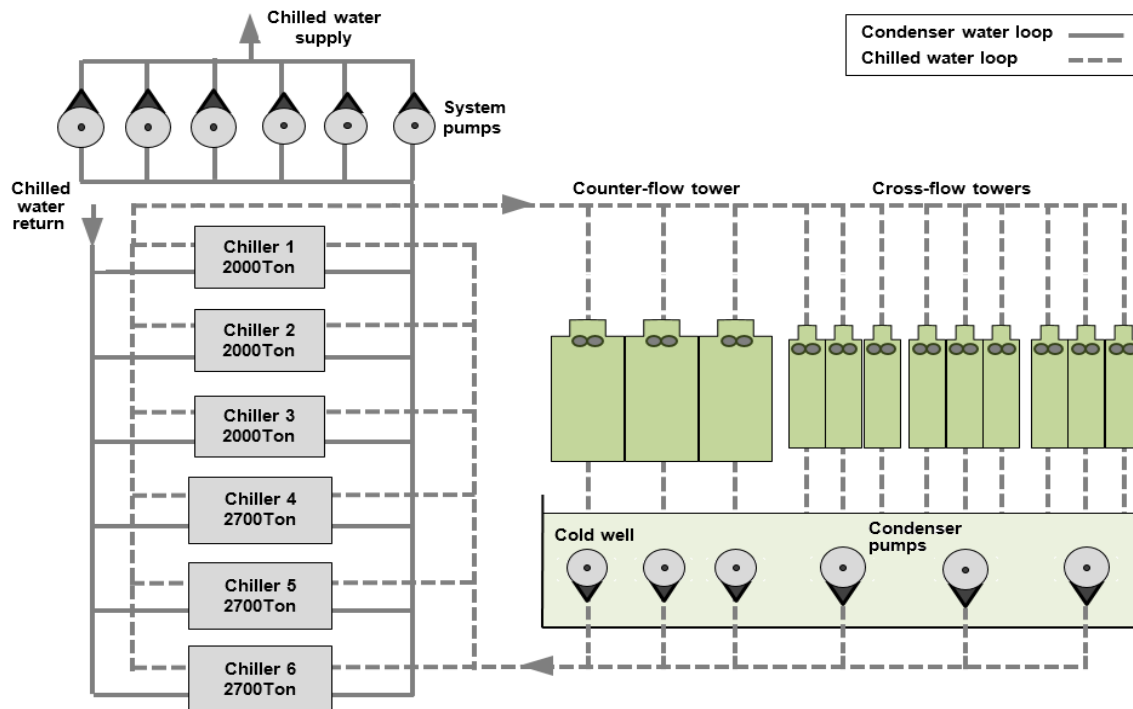 Chilled water
supply
Condenser water loop
Chilled water loop
System
pumps
Chilled
water
return
Counter-flow tower
Cross-flow towers
Chiller 1
2000Ton
Chiller 2
2000Ton
Chiller 3
2000Ton
Chiller 4
2700Ton
Chiller 5
2700Ton
Chiller 6
2700Ton
Cold well
Condenser
pumps